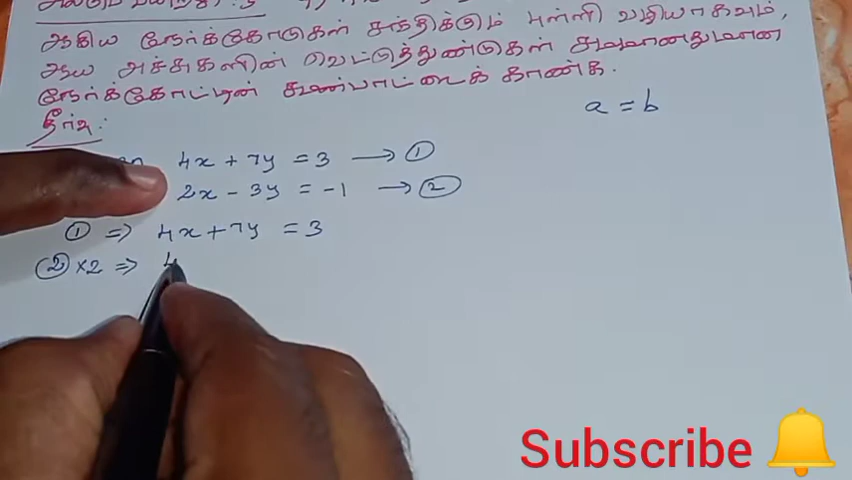 ஆகிய நேர்க்கோடுகள் சந்திக்கும் புள்ளி வழியாகவும்,
ஆய அச்சுகளின் வெட்டுத்துண்டுகள் சமமானதுமான
நேர்க்கோட்டின் சமன்பாட்டைக் காண்க.
a = b
தீர்வு:
4x + 7y = 3 → ①
2x - 3y = -1 → ②
① ⇒ 4x + 7y = 3
② ×2 ⇒ 4
Subscribe